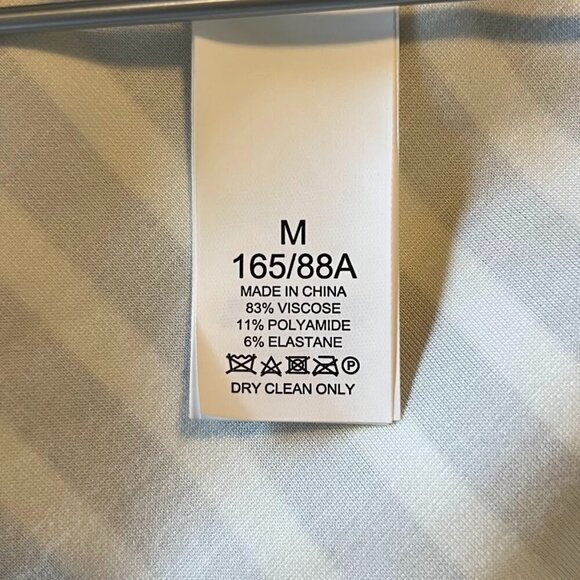 M
165/88A
MADE IN CHINA
83% VISCOSE
11% POLYAMIDE
6% ELASTANE
P
DRY CLEAN ONLY